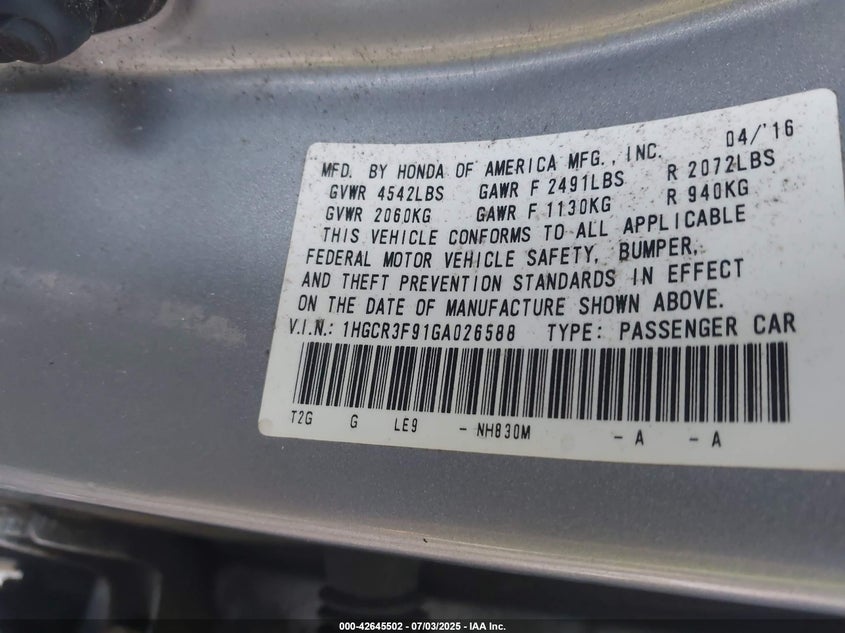 04/'16
MFD. BY HONDA OF AMERICA MFG., INC.
GVWR 4542LBS GAWR F 2491LBS R 2072LBS
GVWR 2060KG GAWR F 1130KG R 940KG
THIS VEHICLE CONFORMS TO ALL APPLICABLE
FEDERAL MOTOR VEHICLE SAFETY, BUMPER,
AND THEFT PREVENTION STANDARDS IN EFFECT
ON THE DATE OF MANUFACTURE SHOWN ABOVE.
V.I.N.: 1HGCR3F91GA026588 TYPE: PASSENGER CAR
T2G G LE9 - NH830M - A - A
000-42645502 - 07/03/2025 - IAA Inc.